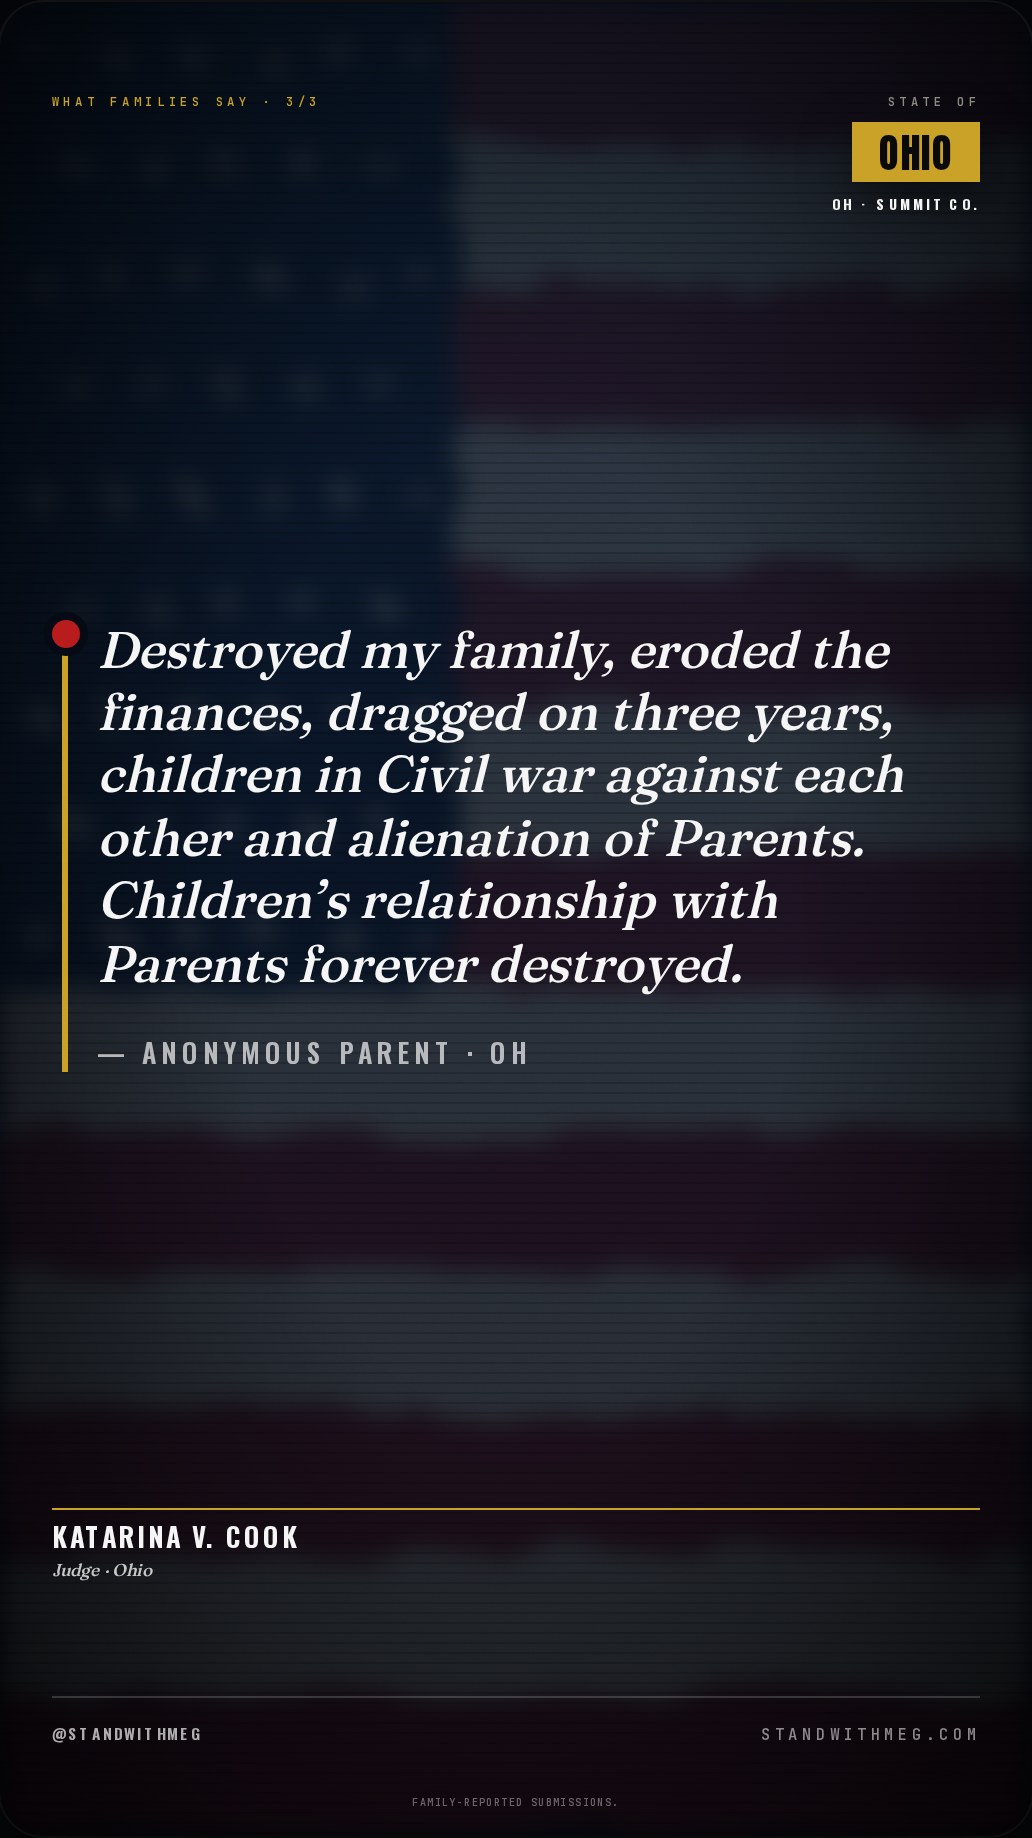 WHAT FAMILIES SAY · 3/3
STATE OF
OHIO
OH · SUMMIT CO.
Destroyed my family, eroded the
finances, dragged on three years,
children in Civil war against each
other and alienation of Parents.
Children’s relationship with
Parents forever destroyed.
— ANONYMOUS PARENT · OH
KATARINA V. COOK
Judge · Ohio
@STANDWITHMEG
STANDWITHMEG.COM
FAMILY-REPORTED SUBMISSIONS.